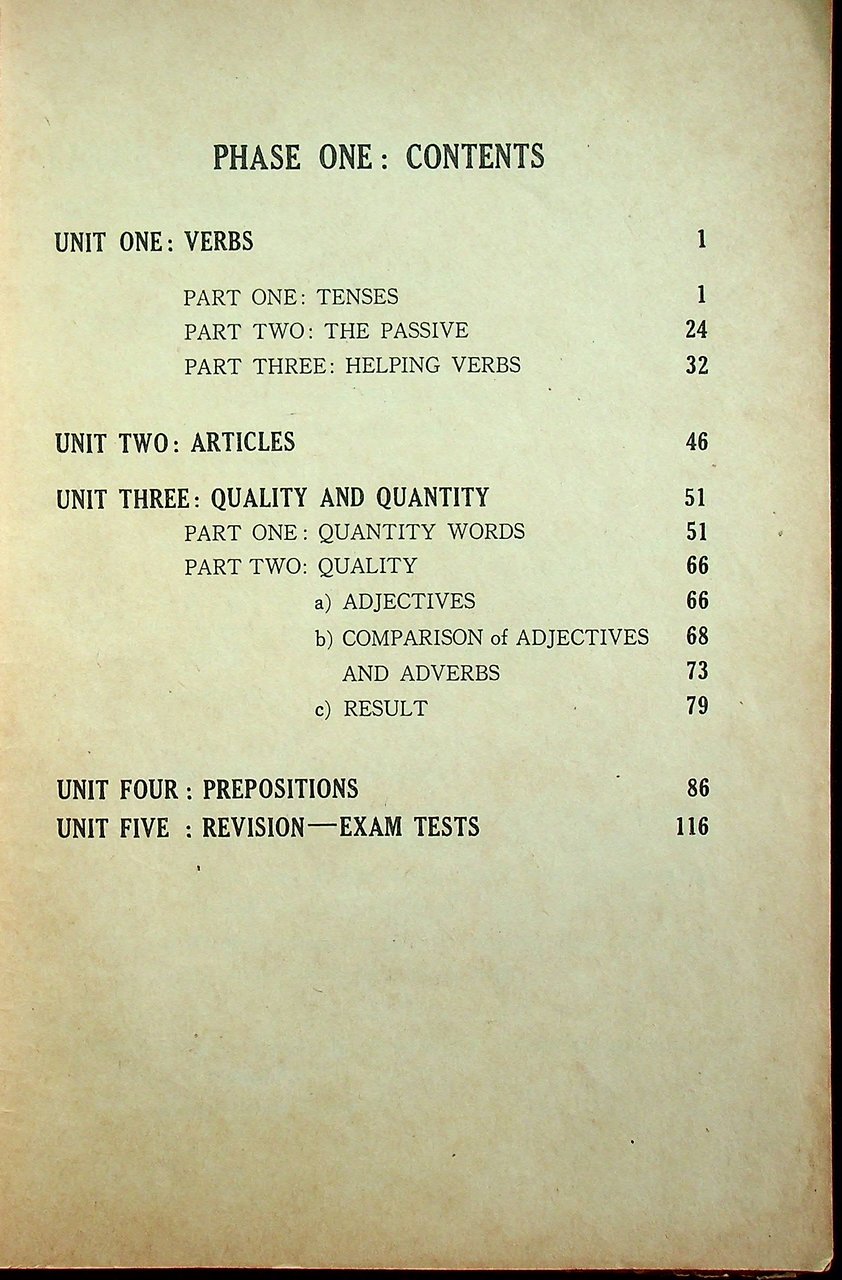 PHASE ONE: CONTENTS
UNIT ONE: VERBS 1
PART ONE: TENSES 1
PART TWO: THE PASSIVE 24
PART THREE: HELPING VERBS 32
UNIT TWO: ARTICLES 46
UNIT THREE: QUALITY AND QUANTITY 51
PART ONE: QUANTITY WORDS 51
PART TWO: QUALITY 66
a) ADJECTIVES 66
b) COMPARISON of ADJECTIVES 68
AND ADVERBS 73
c) RESULT 79
UNIT FOUR: PREPOSITIONS 86
UNIT FIVE : REVISION—EXAM TESTS 116